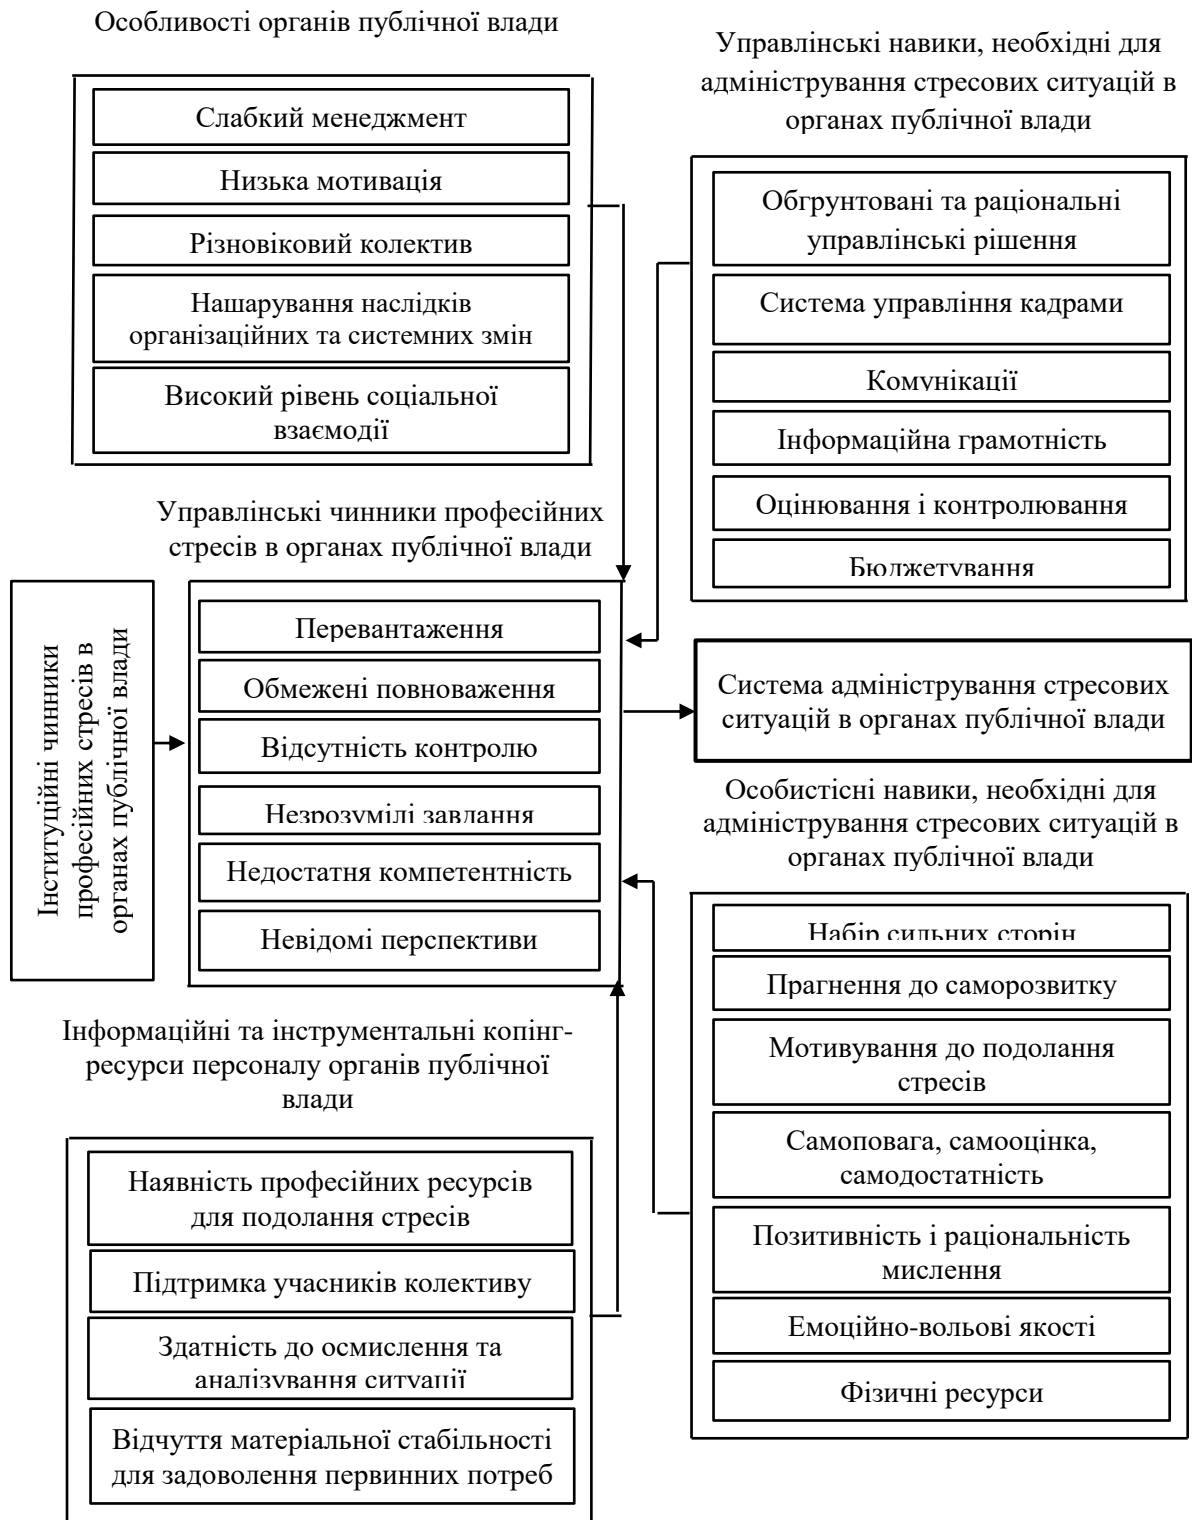 Особливості органів публічної влади
Слабкий менеджмент
Низька мотивація
Різновіковий колектив
Нашарування наслідків
організаційних та системних змін
Високий рівень соціальної
взаємодії
Управлінські навики, необхідні для
адміністрування стресових ситуацій в
органах публічної влади
Обгрунтовані та раціональні
управлінські рішення
Система управління кадрами
Комунікації
Інформаційна грамотність
Оцінювання і контролювання
Бюджетування
Управлінські чинники професійних
стресів в органах публічної влади
Інституційні чинники
професійних стресів в
органах публічної влади
Перевантаження
Обмежені повноваження
Відсутність контролю
Незрозумілі завдання
Недостатня компетентність
Невідомі перспективи
Система адміністрування стресових
ситуацій в органах публічної влади
Особистісні навики, необхідні для
адміністрування стресових ситуацій в
органах публічної влади
Набір сильних сторін
Прагнення до саморозвитку
Мотивування до подолання
стресів
Самоповага, самооцінка,
самодостатність
Позитивність і раціональність
мислення
Емоційно-вольові якості
Фізичні ресурси
Інформаційні та інструментальні копінг-
ресурси персоналу органів публічної
влади
Наявність професійних ресурсів
для подолання стресів
Підтримка учасників колективу
Здатність до осмислення та
аналізування ситуації
Відчуття матеріальної стабільності
для задоволення первинних потреб